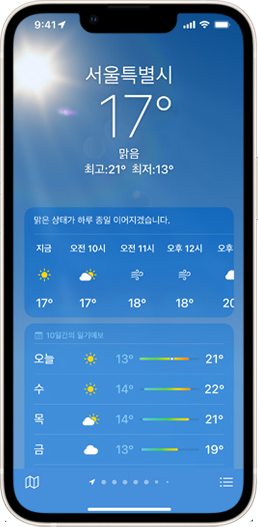 9:41
서울특별시
17°
맑음
최고:21° 최저:13°
맑은 상태가 하루 종일 이어지겠습니다.
지금 오전 10시 오전 11시 오후 12시 오후
17° 17° 18° 18° 20
10일간의 일기예보
오늘 13° 21°
수 14° 22°
목 14° 21°
금 13° 19°